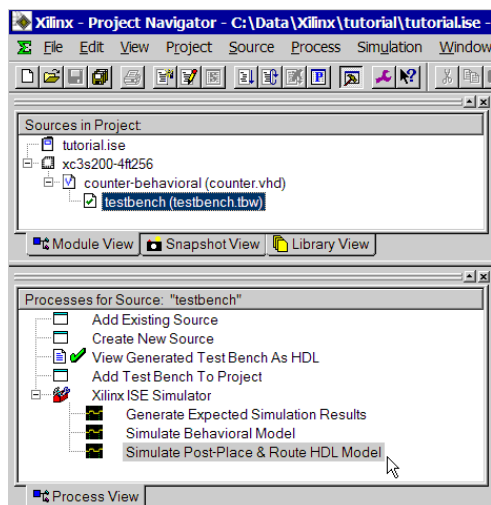 Xilinx - Project Navigator - C:\Data\Xilinx\tutorial\tutorial.ise -
File Edit View Project Source Process Simulation Window
Sources in Project:
tutorial.ise
xc3s200-4ft256
counter-behavioral (counter.vhd)
testbench (testbench.tbw)
Module View Snapshot View Library View
Processes for Source: "testbench"
Add Existing Source
Create New Source
View Generated Test Bench As HDL
Add Test Bench To Project
Xilinx ISE Simulator
Generate Expected Simulation Results
Simulate Behavioral Model
Simulate Post-Place & Route HDL Model
Process View